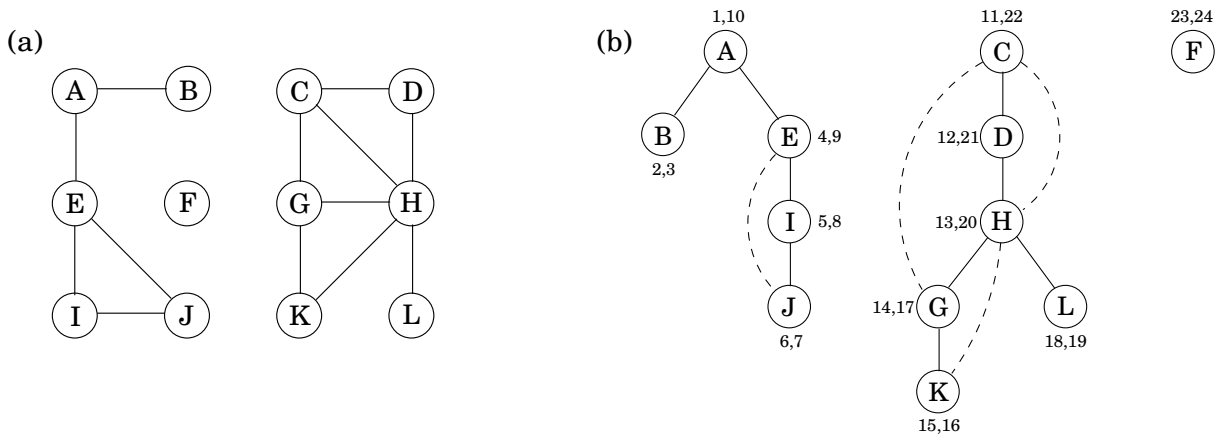 (a)
A B C D
E F G H
I J K L
(b)
1,10 11,22 23,24
A C F
B E 4,9 12,21 D
2,3
I 5,8 13,20 H
J 14,17 G L
6,7 18,19
K
15,16